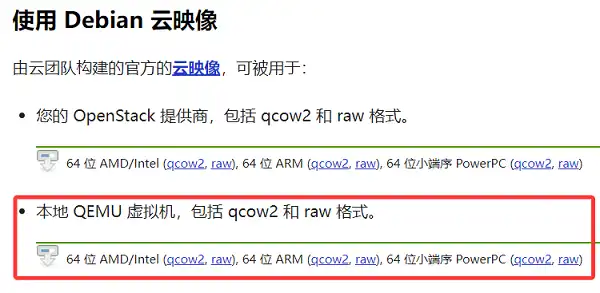 使用 Debian 云映像
由云团队构建的官方的云映像，可被用于：
• 您的 OpenStack 提供商，包括 qcow2 和 raw 格式。
64 位 AMD/Intel (qcow2, raw), 64 位 ARM (qcow2, raw), 64 位小端序 PowerPC (qcow2, raw)
• 本地 QEMU 虚拟机，包括 qcow2 和 raw 格式。
64 位 AMD/Intel (qcow2, raw), 64 位 ARM (qcow2, raw), 64 位小端序 PowerPC (qcow2, raw)